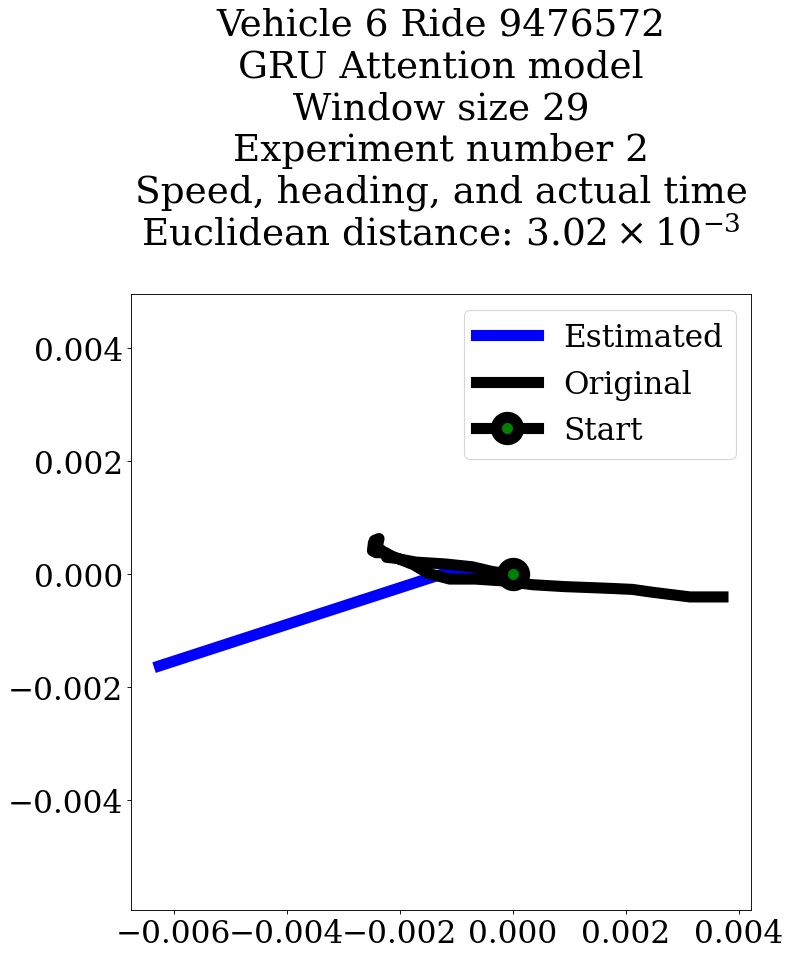 Vehicle 6 Ride 9476572
GRU Attention model
Window size 29
Experiment number 2
Speed, heading, and actual time
Euclidean distance: 3.02 × 10⁻³
Estimated
Original
Start
0.004
0.002
0.000
−0.002
−0.004
−0.006 −0.004 −0.002 0.000 0.002 0.004